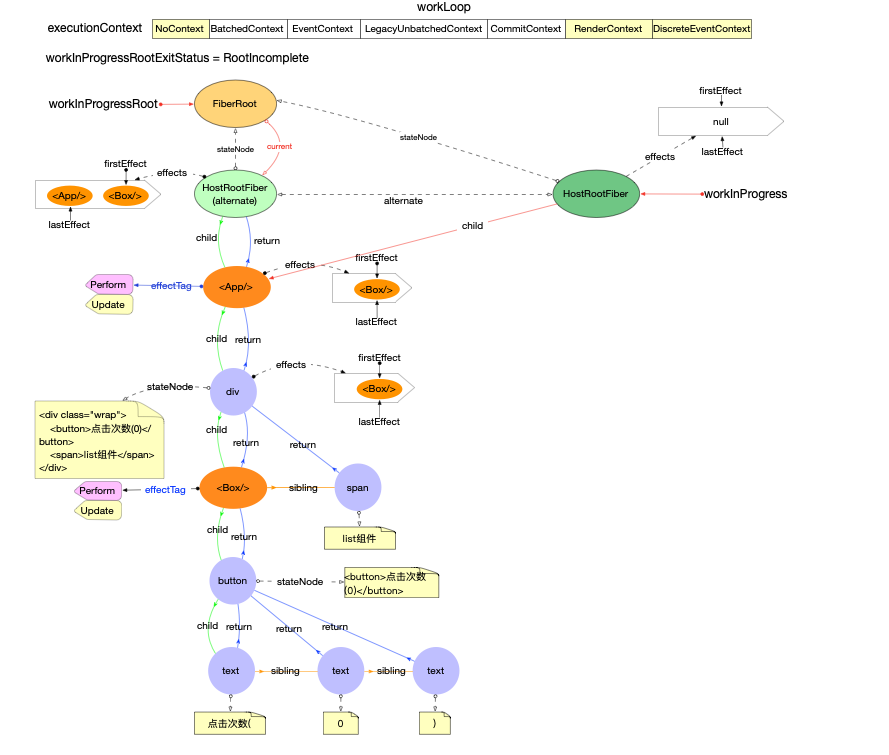 workLoop
executionContext
NoContext
BatchedContext
EventContext
LegacyUnbatchedContext
CommitContext
RenderContext
DiscreteEventContext
workInProgressRootExitStatus = RootIncomplete
workInProgressRoot
FiberRoot
firstEffect
null
lastEffect
stateNode
current
stateNode
effects
firstEffect
effects
<App/>
<Box/>
lastEffect
HostRootFiber
(alternate)
alternate
HostRootFiber
workInProgress
child
return
child
effects
firstEffect
<Box/>
lastEffect
Perform
Update
effectTag
<App/>
child
return
effects
firstEffect
<Box/>
lastEffect
stateNode
div
<div class="wrap">
<button>点击次数(0)</
button>
<span>list组件</span>
</div>
child
return
return
Perform
Update
effectTag
<Box/>
sibling
span
list组件
child
return
button
stateNode
<button>点击次数
(0)</button>
child
return
return
return
text
sibling
text
sibling
text
点击次数(
0
)